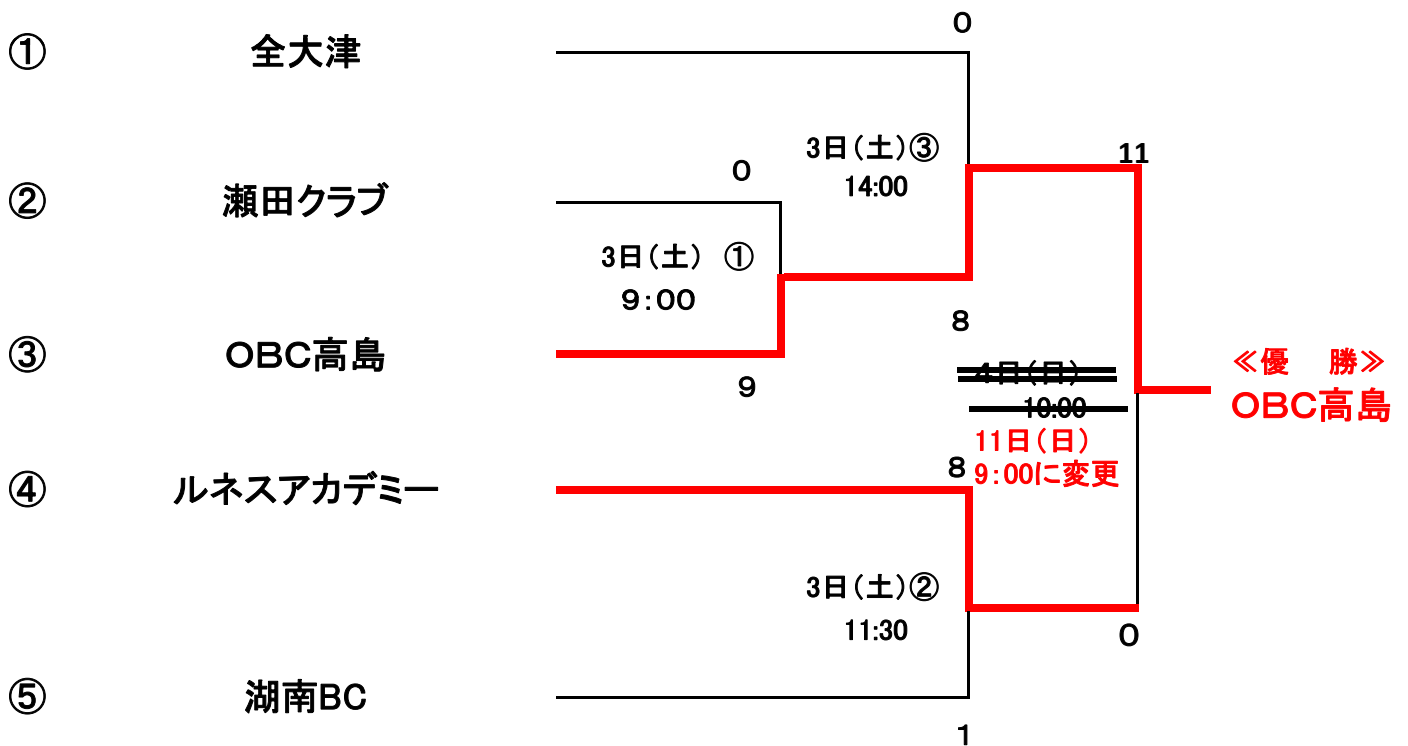 0
① 全大津
3日(土)③
14:00
11
0
② 瀬田クラブ
3日(土) ①
9:00
8
③ OBC高島
9
4日(日)
10:00
≪優 勝≫
OBC高島
11日(日)
9:00に変更
8
④ ルネスアカデミー
3日(土)②
11:30
0
⑤ 湖南BC
1